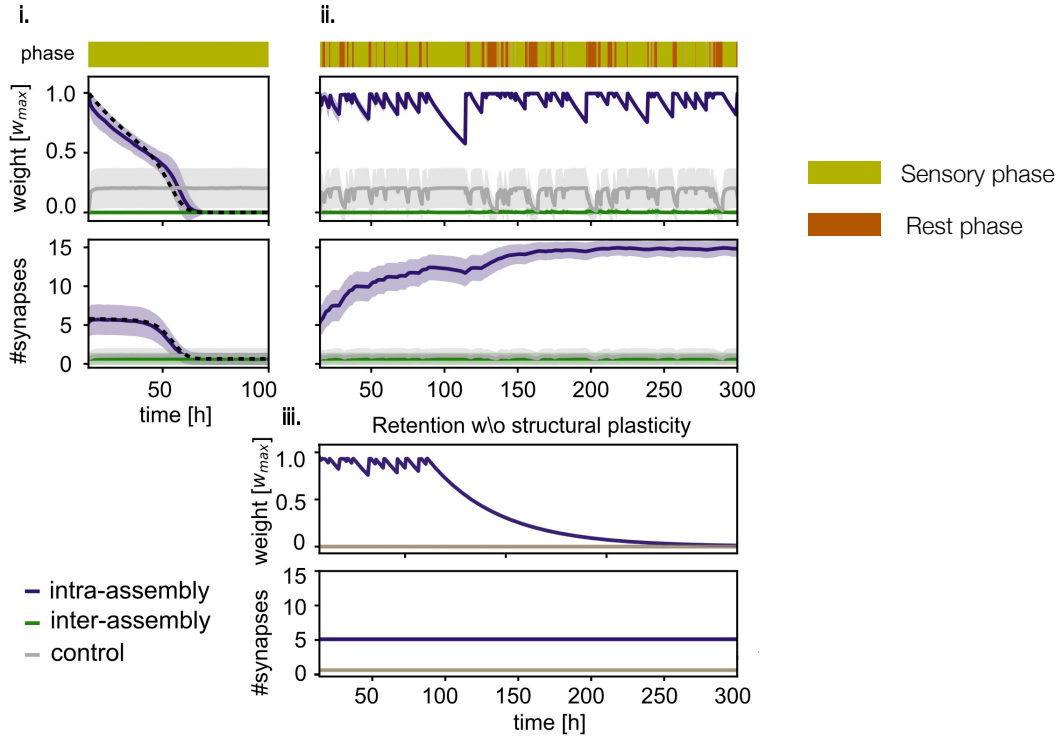 i.
ii.
phase
weight [w_max]
1.0
0.5
0.0
#synapses
15
10
5
0
50
100
time [h]
50
100
150
200
250
300
Sensory phase
Rest phase
iii.
Retention w\o structural plasticity
weight [w_max]
1.0
0.5
0
#synapses
15
10
5
0
50
100
150
200
250
300
time [h]
intra-assembly
inter-assembly
control